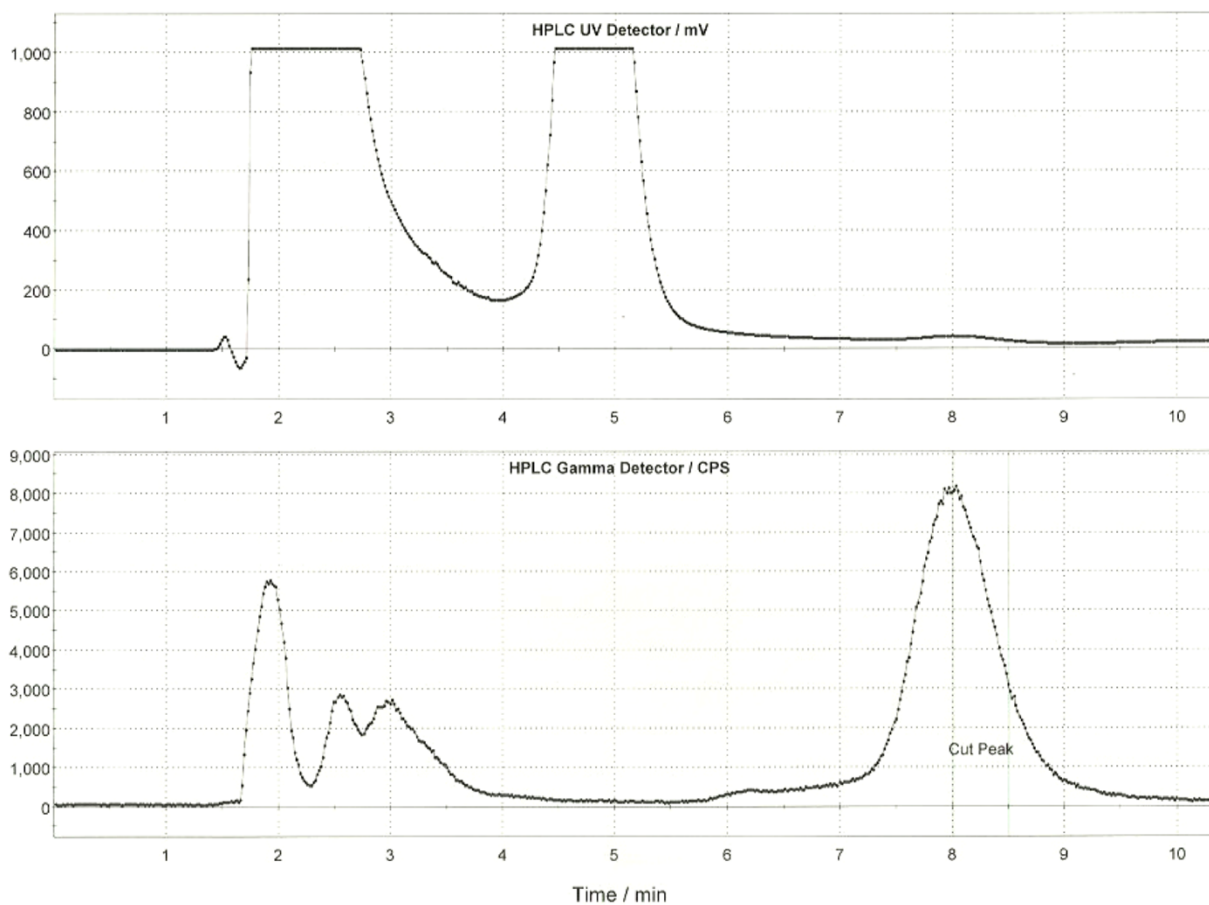 HPLC UV Detector / mV
1,000
800
600
400
200
0
1 2 3 4 5 6 7 8 9 10
HPLC Gamma Detector / CPS
9,000
8,000
7,000
6,000
5,000
4,000
3,000
2,000
1,000
0
Cut Peak
1 2 3 4 5 6 7 8 9 10
Time / min